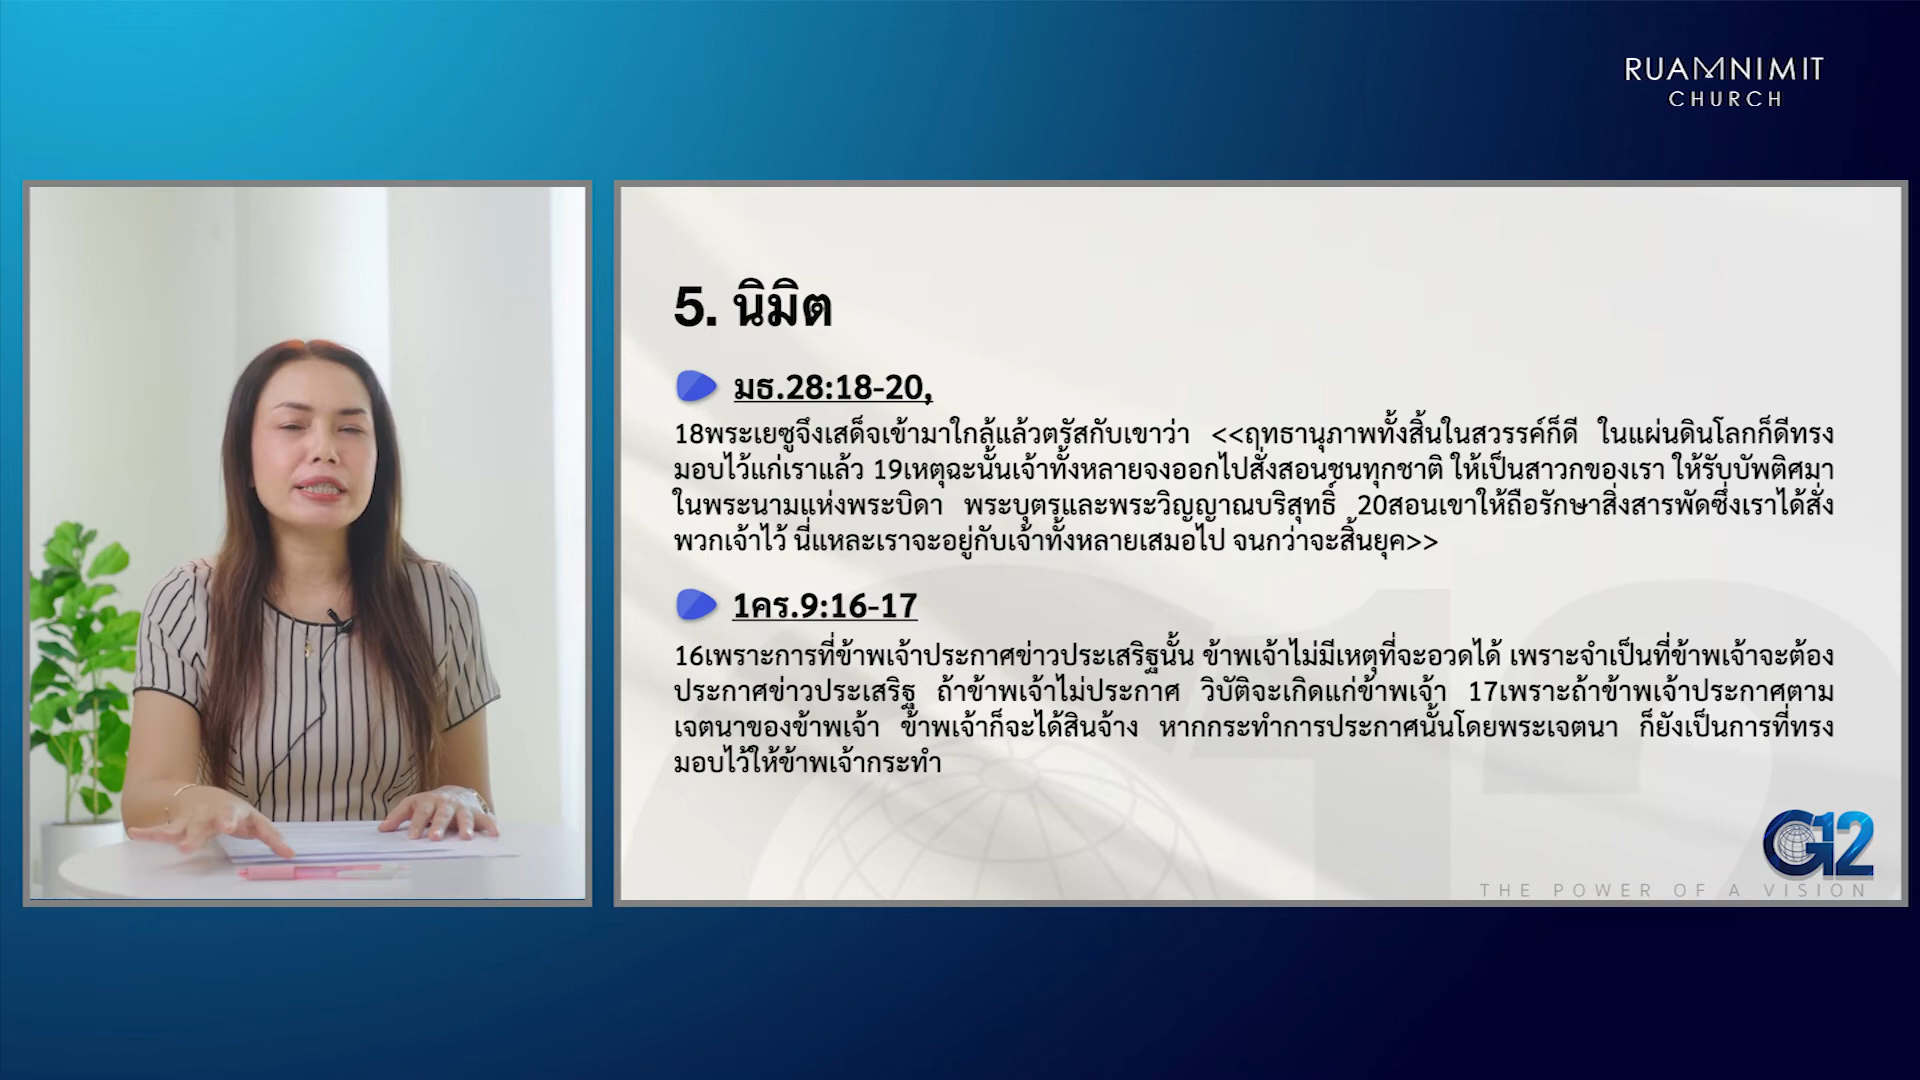 RUAMNIMIT
CHURCH
5. นิมิต
มธ.28:18-20,
18พระเยซูจึงเสด็จเข้ามาใกล้แล้วตรัสกับเขาว่า <<ฤทธานุภาพทั้งสิ้นในสวรรค์ก็ดี ในแผ่นดินโลกก็ดีทรง
มอบไว้แก่เราแล้ว 19เหตุฉะนั้นเจ้าทั้งหลายจงออกไปสั่งสอนชนทุกชาติ ให้เป็นสาวกของเรา ให้รับบัพติศมา
ในพระนามแห่งพระบิดา พระบุตรและพระวิญญาณบริสุทธิ์ 20สอนเขาให้ถือรักษาสิ่งสารพัดซึ่งเราได้สั่ง
พวกเจ้าไว้ นี่แหละเราจะอยู่กับเจ้าทั้งหลายเสมอไป จนกว่าจะสิ้นยุค>>
1คร.9:16-17
16เพราะการที่ข้าพเจ้าประกาศข่าวประเสริฐนั้น ข้าพเจ้าไม่มีเหตุที่จะอวดได้ เพราะจำเป็นที่ข้าพเจ้าจะต้อง
ประกาศข่าวประเสริฐ ถ้าข้าพเจ้าไม่ประกาศ วิบัติจะเกิดแก่ข้าพเจ้า 17เพราะถ้าข้าพเจ้าประกาศตาม
เจตนาของข้าพเจ้า ข้าพเจ้าก็จะได้สินจ้าง หากกระทำการประกาศนั้นโดยพระเจตนา ก็ยังเป็นการที่ทรง
มอบไว้ให้ข้าพเจ้ากระทำ
G12
THE POWER OF A VISION